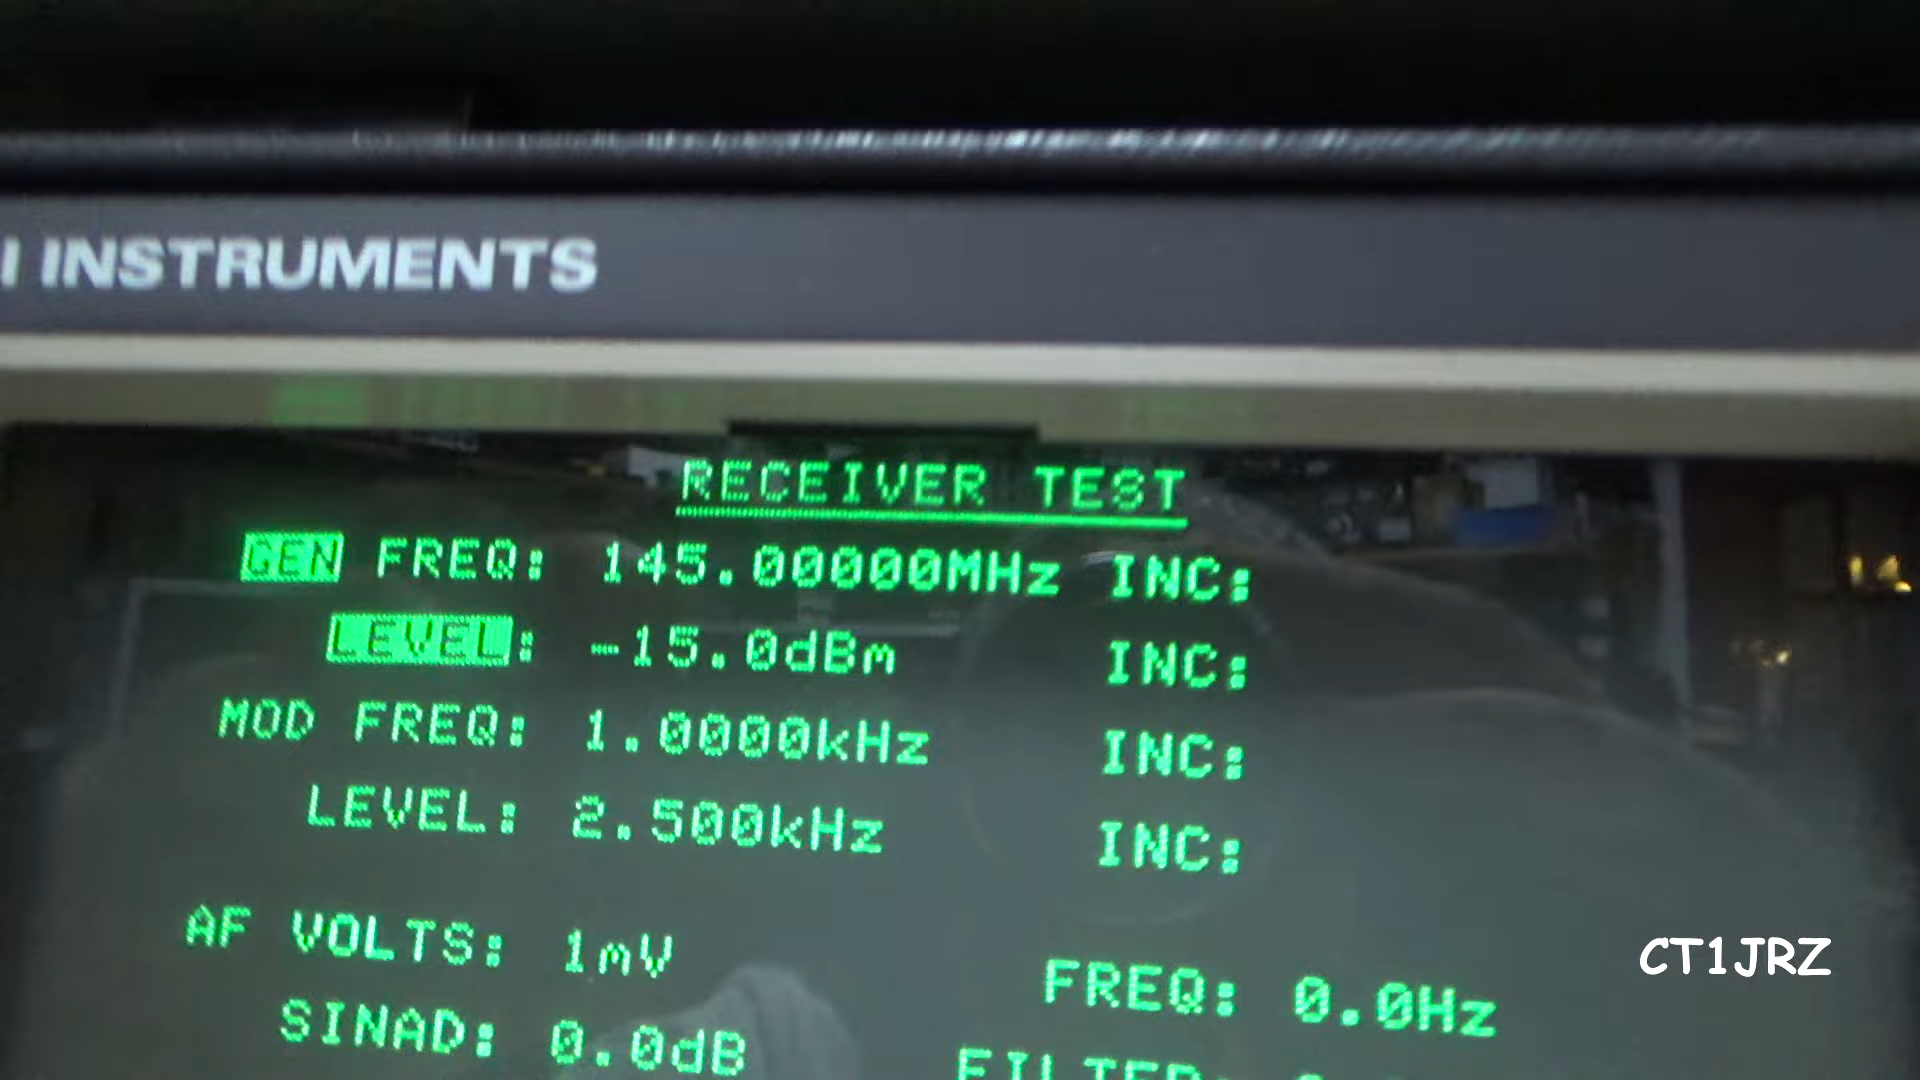 I INSTRUMENTS
RECEIVER TEST
GEN FREQ: 145.00000MHz INC:
LEVEL: -15.0dBm INC:
MOD FREQ: 1.0000kHz INC:
LEVEL: 2.500kHz INC:
AF VOLTS: 1mV
FREQ: 0.0Hz
SINAD: 0.0dB
FILTER:
CT1JRZ